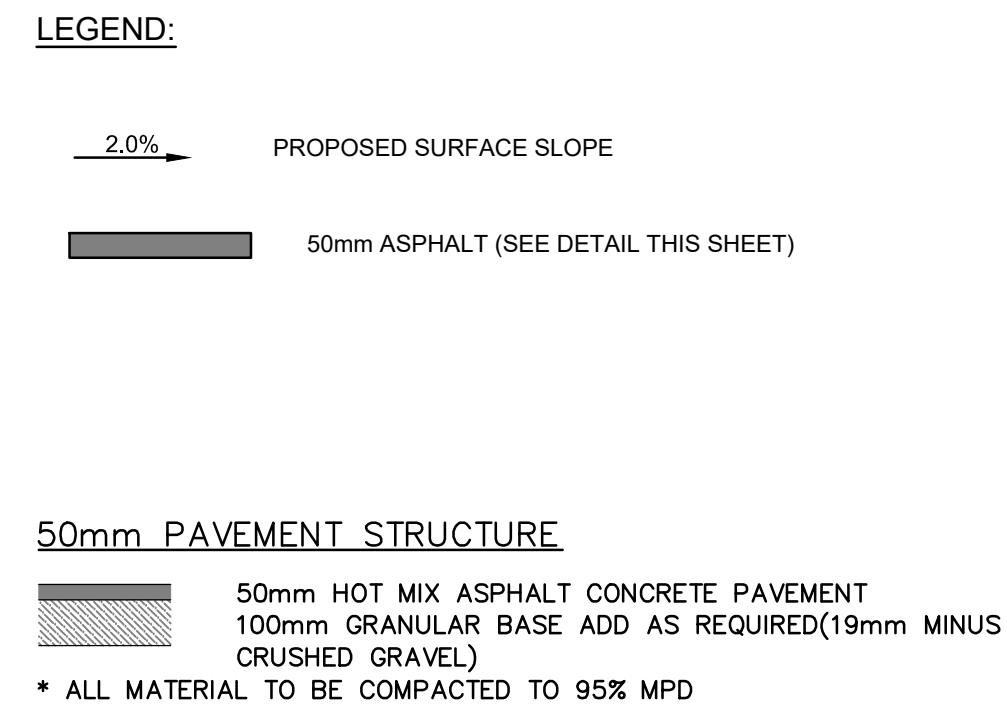 LEGEND:
2.0%
PROPOSED SURFACE SLOPE
50mm ASPHALT (SEE DETAIL THIS SHEET)
50mm PAVEMENT STRUCTURE
50mm HOT MIX ASPHALT CONCRETE PAVEMENT
100mm GRANULAR BASE ADD AS REQUIRED(19mm MINUS
CRUSHED GRAVEL)
* ALL MATERIAL TO BE COMPACTED TO 95% MPD